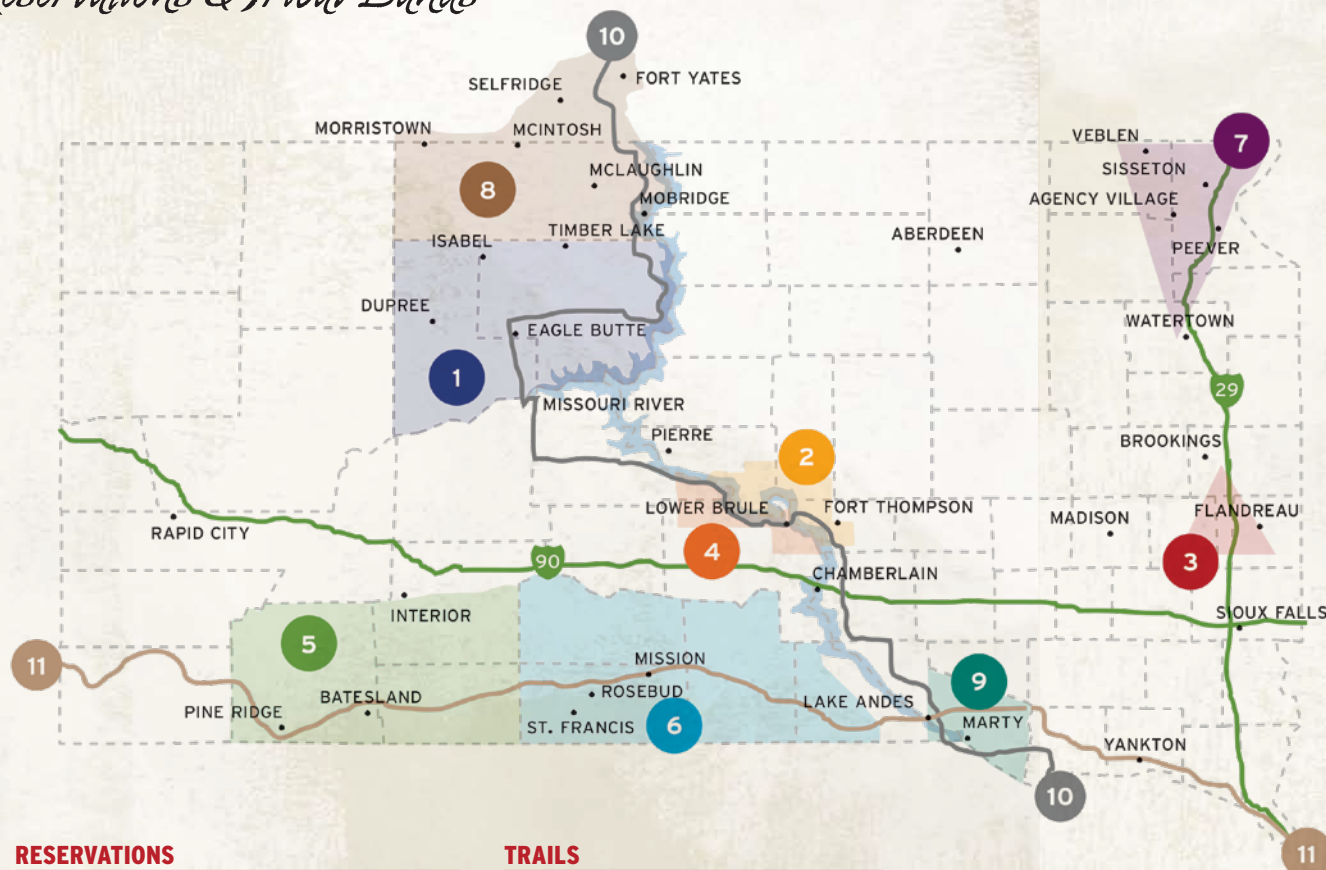 Reservations & Tribal Lands
10
FORT YATES
SELFRIDGE
MORRISTOWN
MCINTOSH
VEBLEN
7
SISSETON
MCLAUGHLIN
8
MOBRIDGE
AGENCY VILLAGE
TIMBER LAKE
ISABEL
ABERDEEN
PEEVER
DUPREE
EAGLE BUTTE
WATERTOWN
1
29
MISSOURI RIVER
PIERRE
BROOKINGS
2
LOWER BRULE
FORT THOMPSON
FLANDREAU
MADISON
RAPID CITY
4
90
3
CHAMBERLAIN
INTERIOR
SIOUX FALLS
5
11
MISSION
9
ROSEBUD
BATESLAND
LAKE ANDES
PINE RIDGE
ST. FRANCIS
6
MARTY
YANKTON
10
11
RESERVATIONS
TRAILS